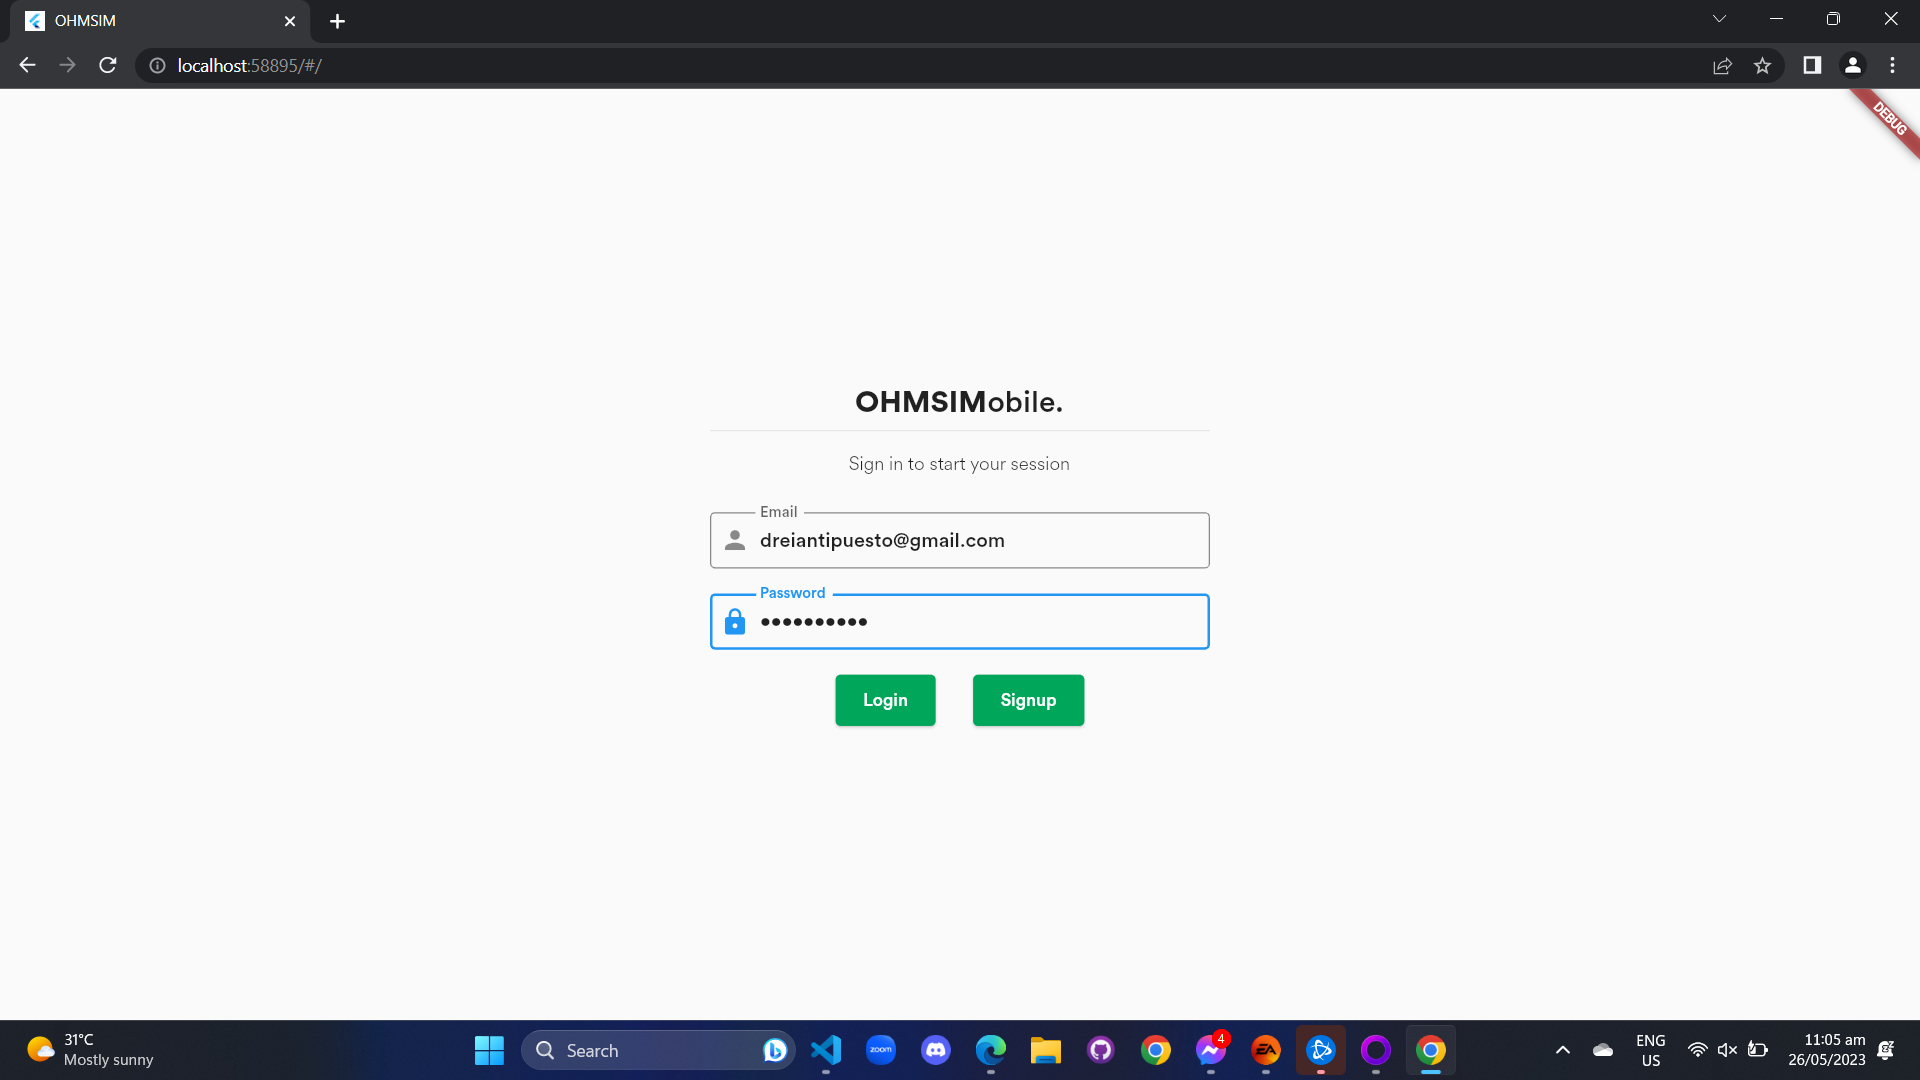 OHMSIM
localhost:58895/#/
DEBUG
OHMSIMobile.
Sign in to start your session
Email
dreiantipuesto@gmail.com
Password
••••••••••
Login
Signup
31°C
Mostly sunny
Search
zoom
4
EA
ENG
US
11:05 am
26/05/2023